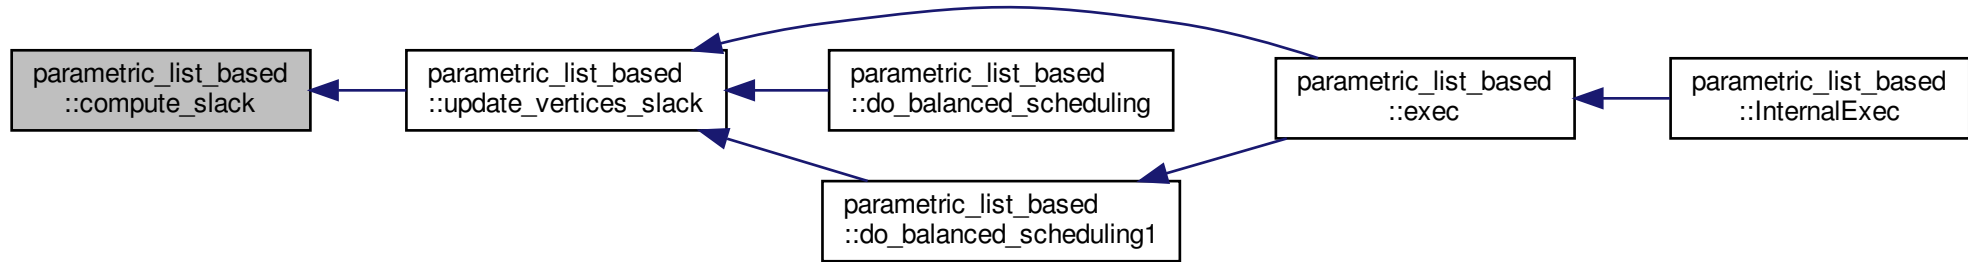 parametric_list_based
::compute_slack
parametric_list_based
::update_vertices_slack
parametric_list_based
::do_balanced_scheduling
parametric_list_based
::do_balanced_scheduling1
parametric_list_based
::exec
parametric_list_based
::InternalExec